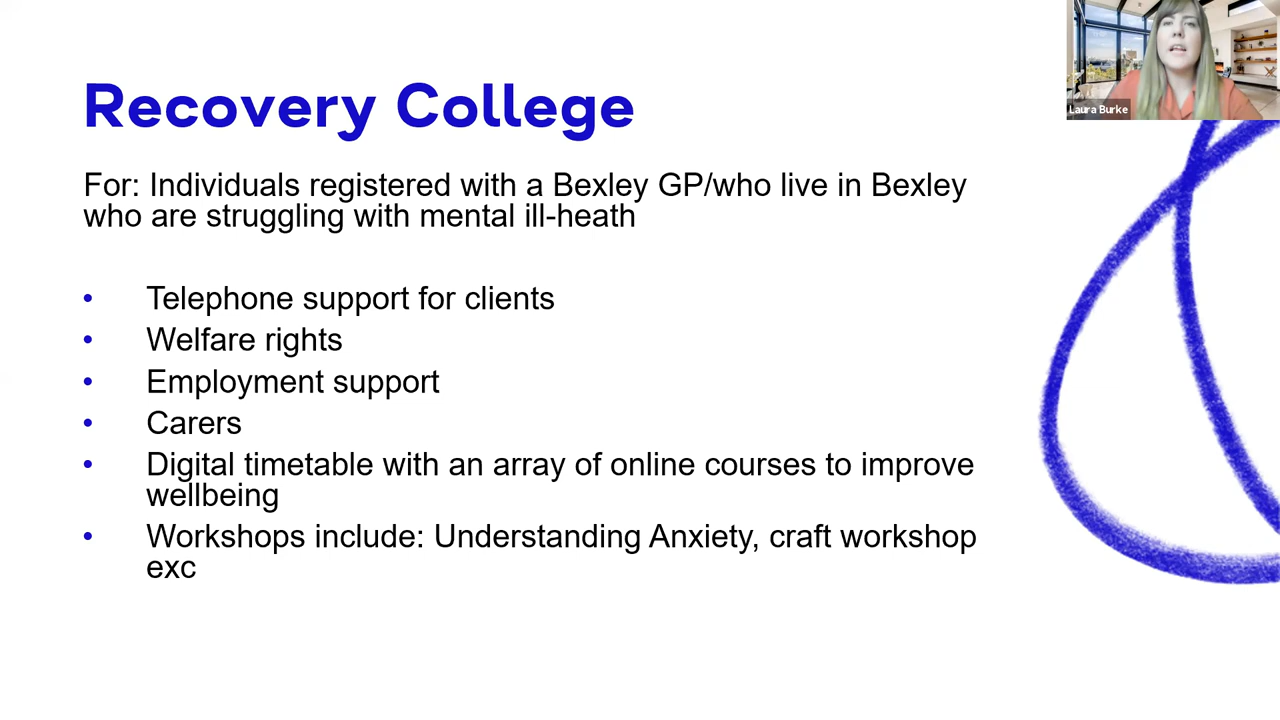 Recovery College
For: Individuals registered with a Bexley GP/who live in Bexley
who are struggling with mental ill-heath
• Telephone support for clients
• Welfare rights
• Employment support
• Carers
• Digital timetable with an array of online courses to improve
wellbeing
• Workshops include: Understanding Anxiety, craft workshop
exc
Laura Burke